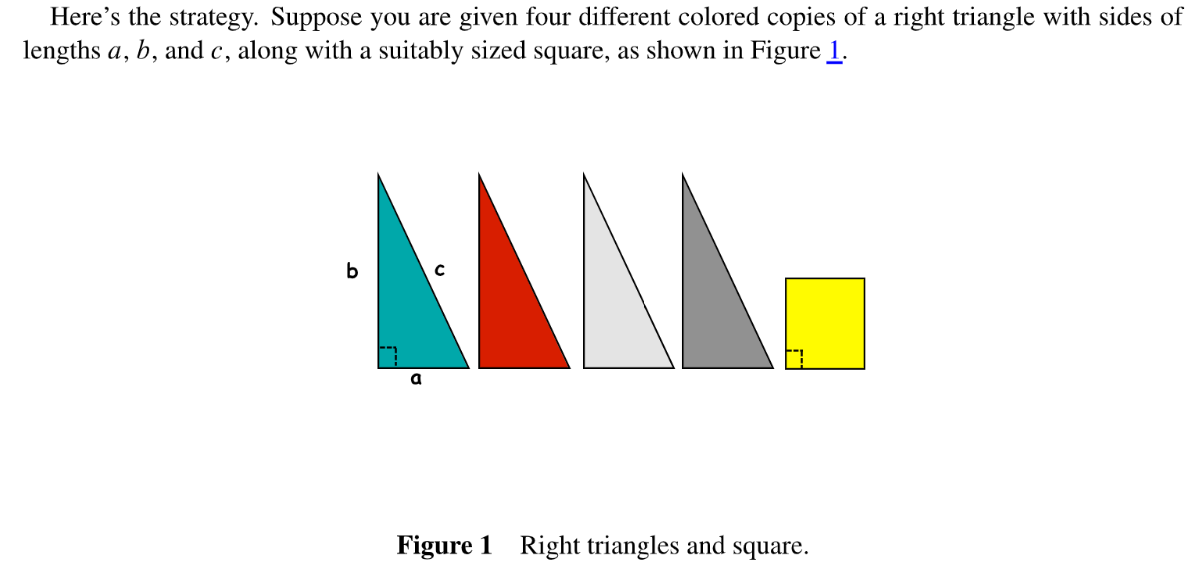 Here’s the strategy. Suppose you are given four different colored copies of a right triangle with sides of
lengths a, b, and c, along with a suitably sized square, as shown in Figure 1.
b
c
a
Figure 1 Right triangles and square.